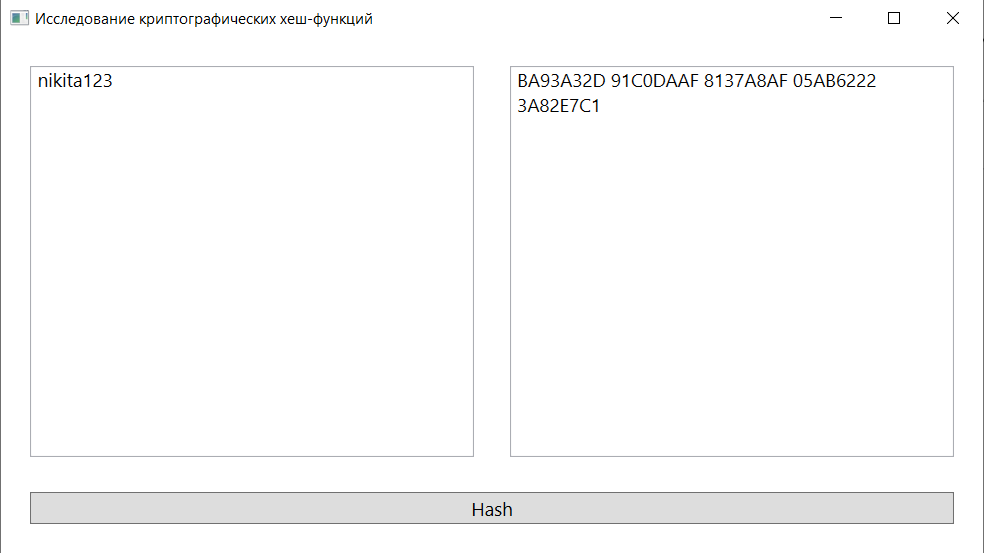 Исследование криптографических хеш-функций
nikita123
BA93A32D 91C0DAAF 8137A8AF 05AB6222
3A82E7C1
Hash